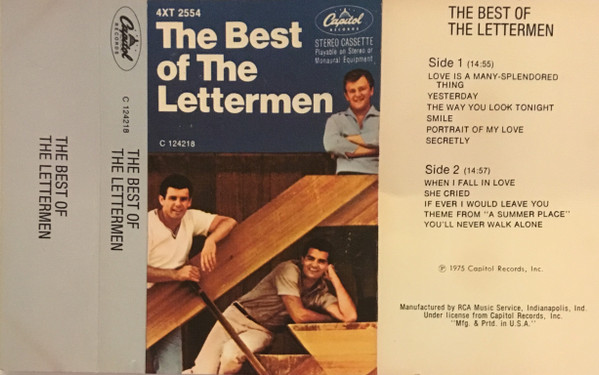 Capitol
RECORDS
C 124218
THE BEST OF
THE LETTERMEN
THE BEST OF
THE LETTERMEN
4XT 2554
The Best
of The
Lettermen
Capitol
RECORDS
STEREO CASSETTE
Playable on Stereo or
Monaural Equipment
C 124218
THE BEST OF
THE LETTERMEN
Side 1 (14:55)
LOVE IS A MANY-SPLENDORED
THING
YESTERDAY
THE WAY YOU LOOK TONIGHT
SMILE
PORTRAIT OF MY LOVE
SECRETLY
Side 2 (14:57)
WHEN I FALL IN LOVE
SHE CRIED
IF EVER I WOULD LEAVE YOU
THEME FROM "A SUMMER PLACE"
YOU'LL NEVER WALK ALONE
℗ 1975 Capitol Records, Inc.
Manufactured by RCA Music Service, Indianapolis, Ind.
Under license from Capitol Records, Inc.
"Mfg. & Prtd. in U.S.A."